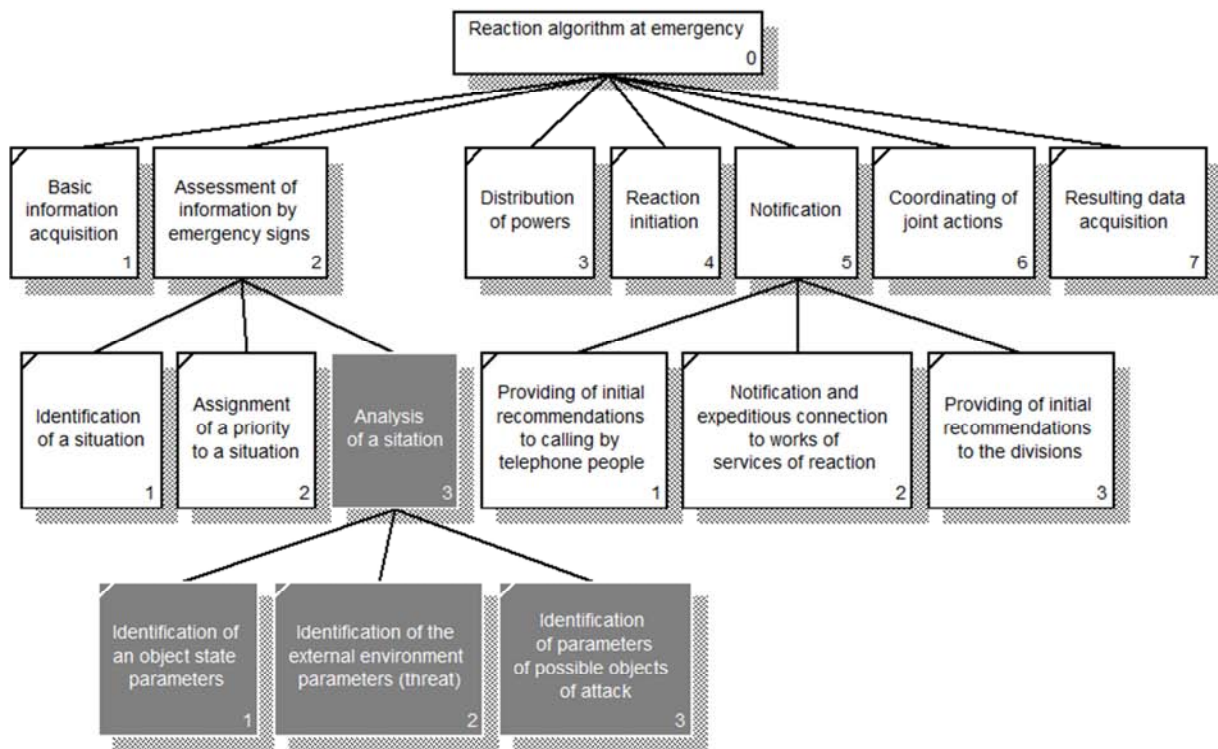 Reaction algorithm at emergency
0
Basic
information
acquisition
1
Assessment of
information by
emergency signs
2
Distribution
of powers
3
Reaction
initiation
4
Notification
5
Coordinating of
joint actions
6
Resulting data
acquisition
7
Identification
of a situation
1
Assignment
of a priority
to a situation
2
Analysis
of a sitation
3
Providing of initial
recommendations
to calling by
telephone people
1
Notification and
expeditious connection
to works of
services of reaction
2
Providing of initial
recommendations
to the divisions
3
Identification of
an object state
parameters
1
Identification of the
external environment
parameters (threat)
2
Identification
of parameters
of possible objects
of attack
3